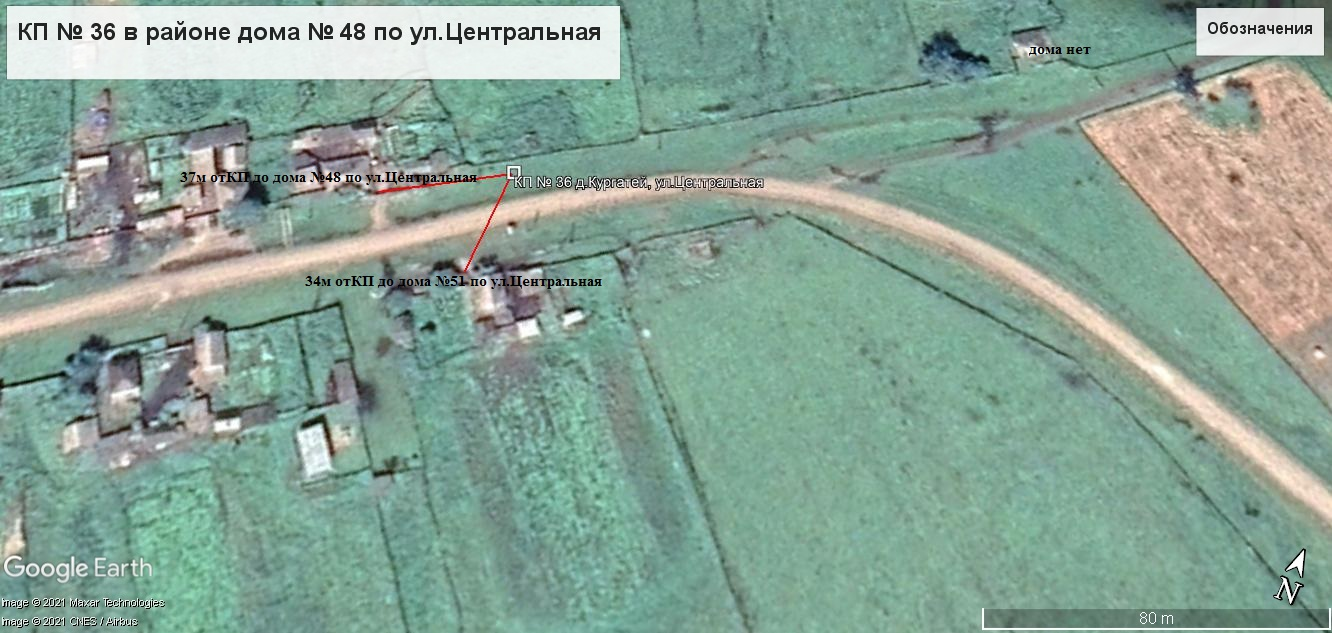 КП № 36 в районе дома № 48 по ул.Центральная
Обозначения
дома нет
37м отКП до дома №48 по ул.Центральная
КП № 36 д.Кургатей, ул.Центральная
34м отКП до дома №51 по ул.Центральная
Google Earth
Image © 2021 Maxar Technologies
Image © 2021 CNES / Airbus
N
80 m